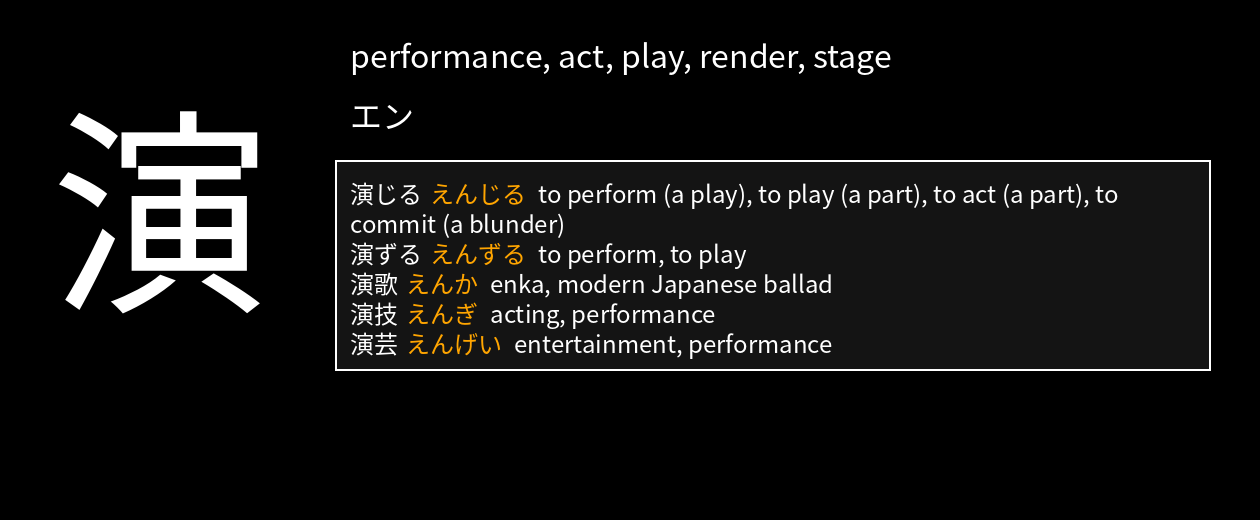 演
performance, act, play, render, stage
エン
演じる えんじる to perform (a play), to play (a part), to act (a part), to
commit (a blunder)
演ずる えんずる to perform, to play
演歌 えんか enka, modern Japanese ballad
演技 えんぎ acting, performance
演芸 えんげい entertainment, performance